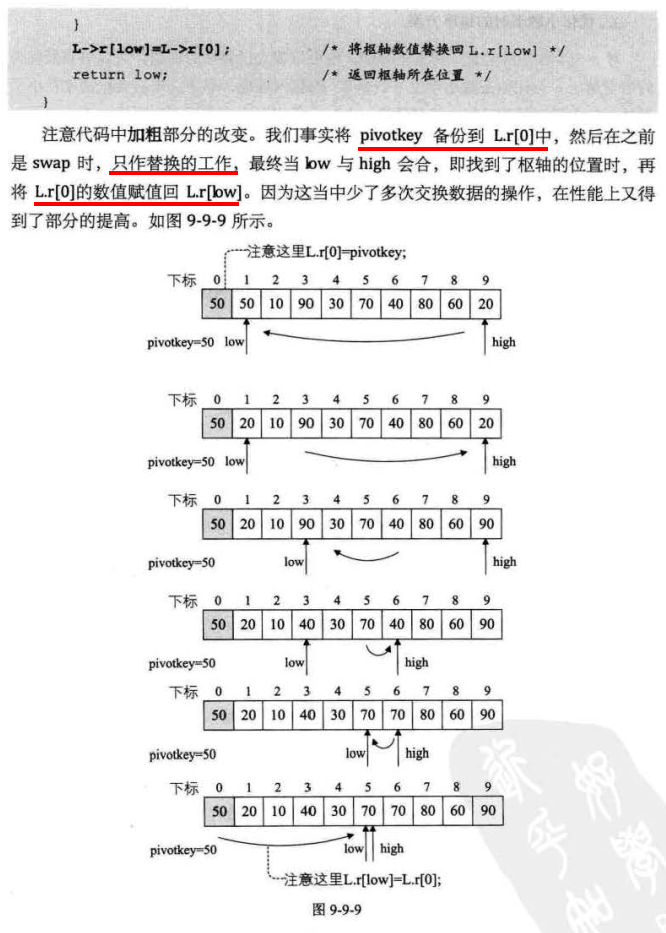 }
L->r[low]=L->r[0]; /* 将枢轴数值替换回 L.r[low] */
return low; /* 返回枢轴所在位置 */
}
注意代码中加粗部分的改变。我们事实将 pivotkey 备份到 L.r[0]中，然后在之前
是 swap 时，只作替换的工作，最终当 low 与 high 会合，即找到了枢轴的位置时，再
将 L.r[0]的数值赋值回 L.r[low]。因为这当中少了多次交换数据的操作，在性能上又得
到了部分的提高。如图 9-9-9 所示。
注意这里L.r[0]=pivotkey;
下标 0 1 2 3 4 5 6 7 8 9
50 50 10 90 30 70 40 80 60 20
pivotkey=50 low high
下标 0 1 2 3 4 5 6 7 8 9
50 20 10 90 30 70 40 80 60 20
pivotkey=50 low high
下标 0 1 2 3 4 5 6 7 8 9
50 20 10 90 30 70 40 80 60 90
pivotkey=50 low high
下标 0 1 2 3 4 5 6 7 8 9
50 20 10 40 30 70 40 80 60 90
pivotkey=50 low high
下标 0 1 2 3 4 5 6 7 8 9
50 20 10 40 30 70 70 80 60 90
pivotkey=50 low high
下标 0 1 2 3 4 5 6 7 8 9
50 20 10 40 30 70 70 80 60 90
pivotkey=50 low high
注意这里L.r[low]=L.r[0];
图 9-9-9